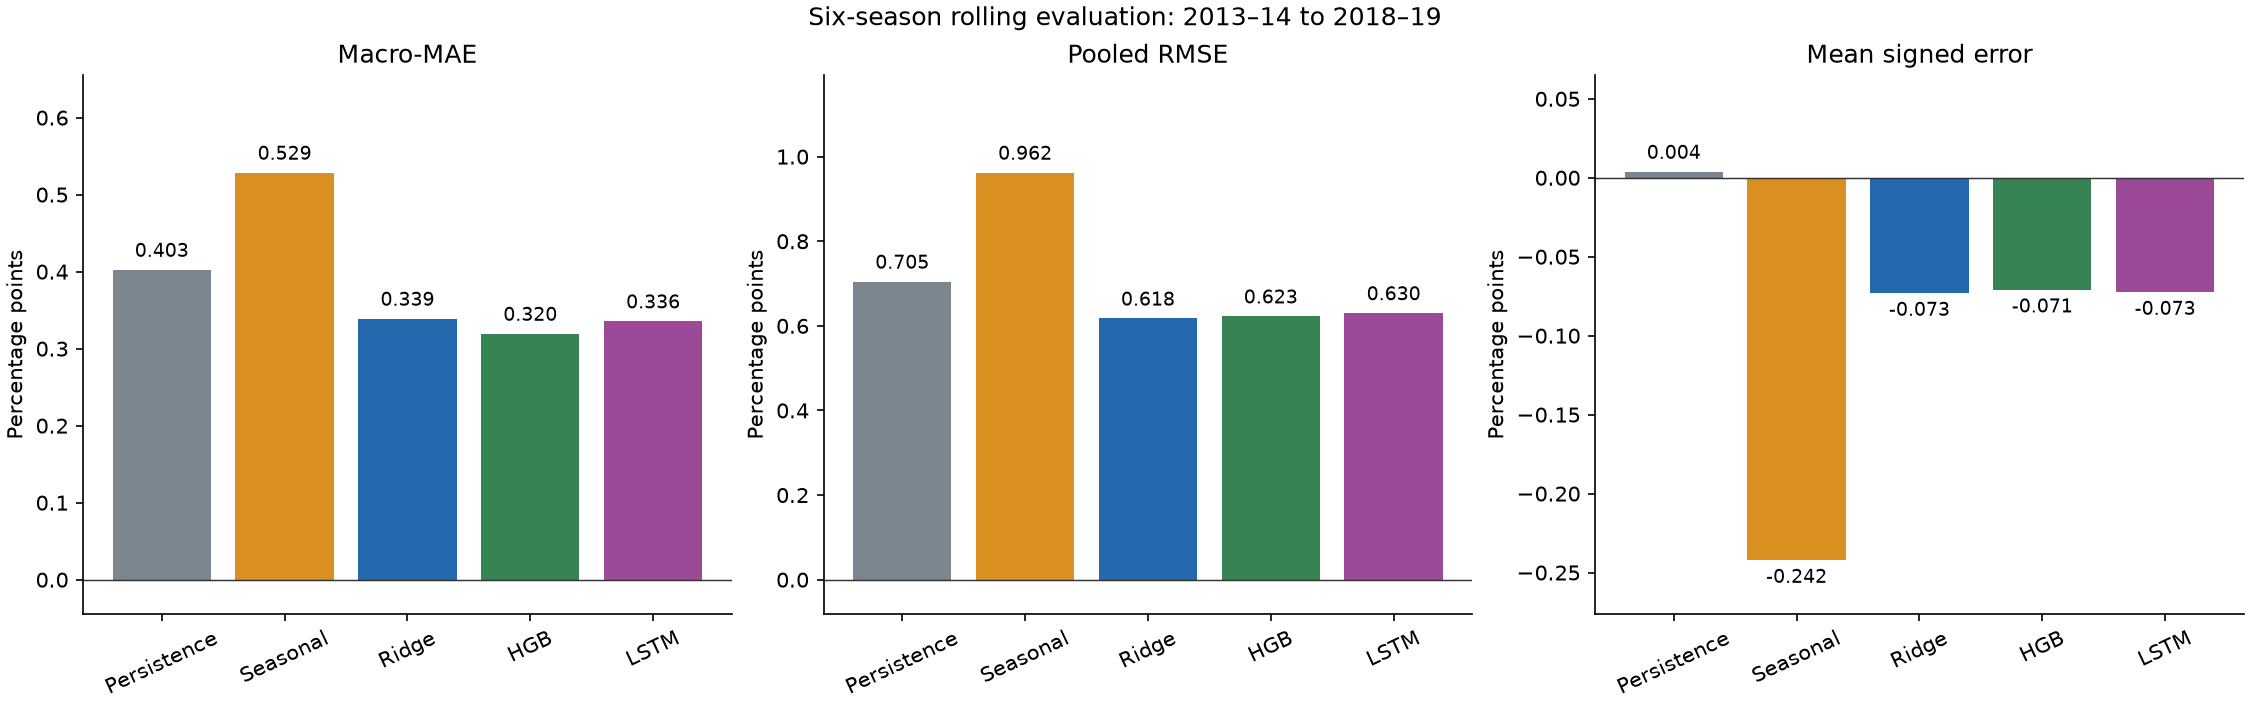 Six-season rolling evaluation: 2013–14 to 2018–19
Macro-MAE
Percentage points
0.6
0.5
0.4
0.3
0.2
0.1
0.0
0.403
0.529
0.339
0.320
0.336
Persistence
Seasonal
Ridge
HGB
LSTM
Pooled RMSE
Percentage points
1.0
0.8
0.6
0.4
0.2
0.0
0.705
0.962
0.618
0.623
0.630
Persistence
Seasonal
Ridge
HGB
LSTM
Mean signed error
Percentage points
0.05
0.00
−0.05
−0.10
−0.15
−0.20
−0.25
0.004
-0.242
-0.073
-0.071
-0.073
Persistence
Seasonal
Ridge
HGB
LSTM